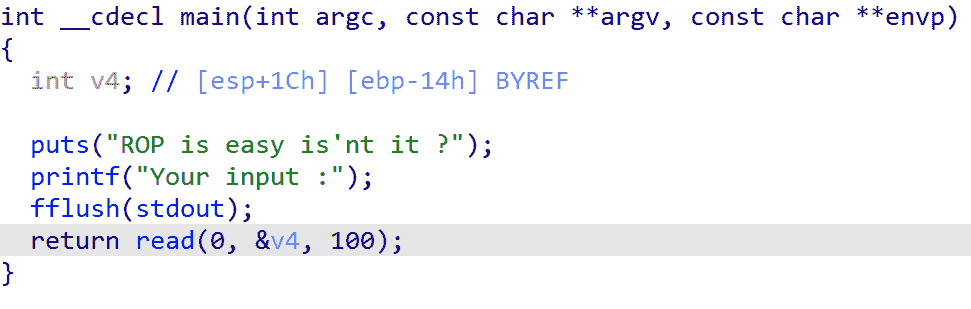 int __cdecl main(int argc, const char **argv, const char **envp)
{
int v4; // [esp+1Ch] [ebp-14h] BYREF
puts("ROP is easy is'nt it ?");
printf("Your input :");
fflush(stdout);
return read(0, &v4, 100);
}